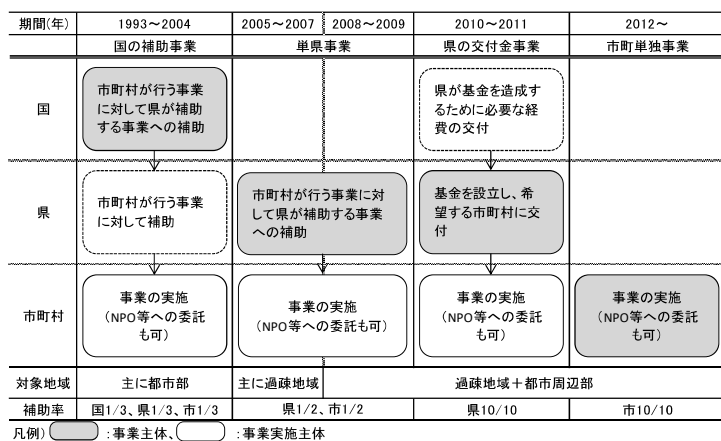 期間(年) 1993～2004 2005～2007 2008～2009 2010～2011 2012～
国の補助事業 単県事業 県の交付金事業 市町単独事業
国
市町村が行う事業
に対して県が補助
する事業への補助
県が基金を造成す
るために必要な経
費の交付
県
市町村が行う事業
に対して補助
市町村が行う事業に対
して県が補助する事業
への補助
基金を設立し、希
望する市町村に交
付
市町村
事業の実施
(NPO等への委託
も可)
事業の実施
(NPO等への委託も可)
事業の実施
(NPO等への委託
も可)
事業の実施
(NPO等への委託
も可)
対象地域 主に都市部 主に過疎地域 過疎地域＋都市周辺部
補助率 国1/3、県1/3、市1/3 県1/2、市1/2 県10/10 市10/10
凡例) :事業主体、 :事業実施主体